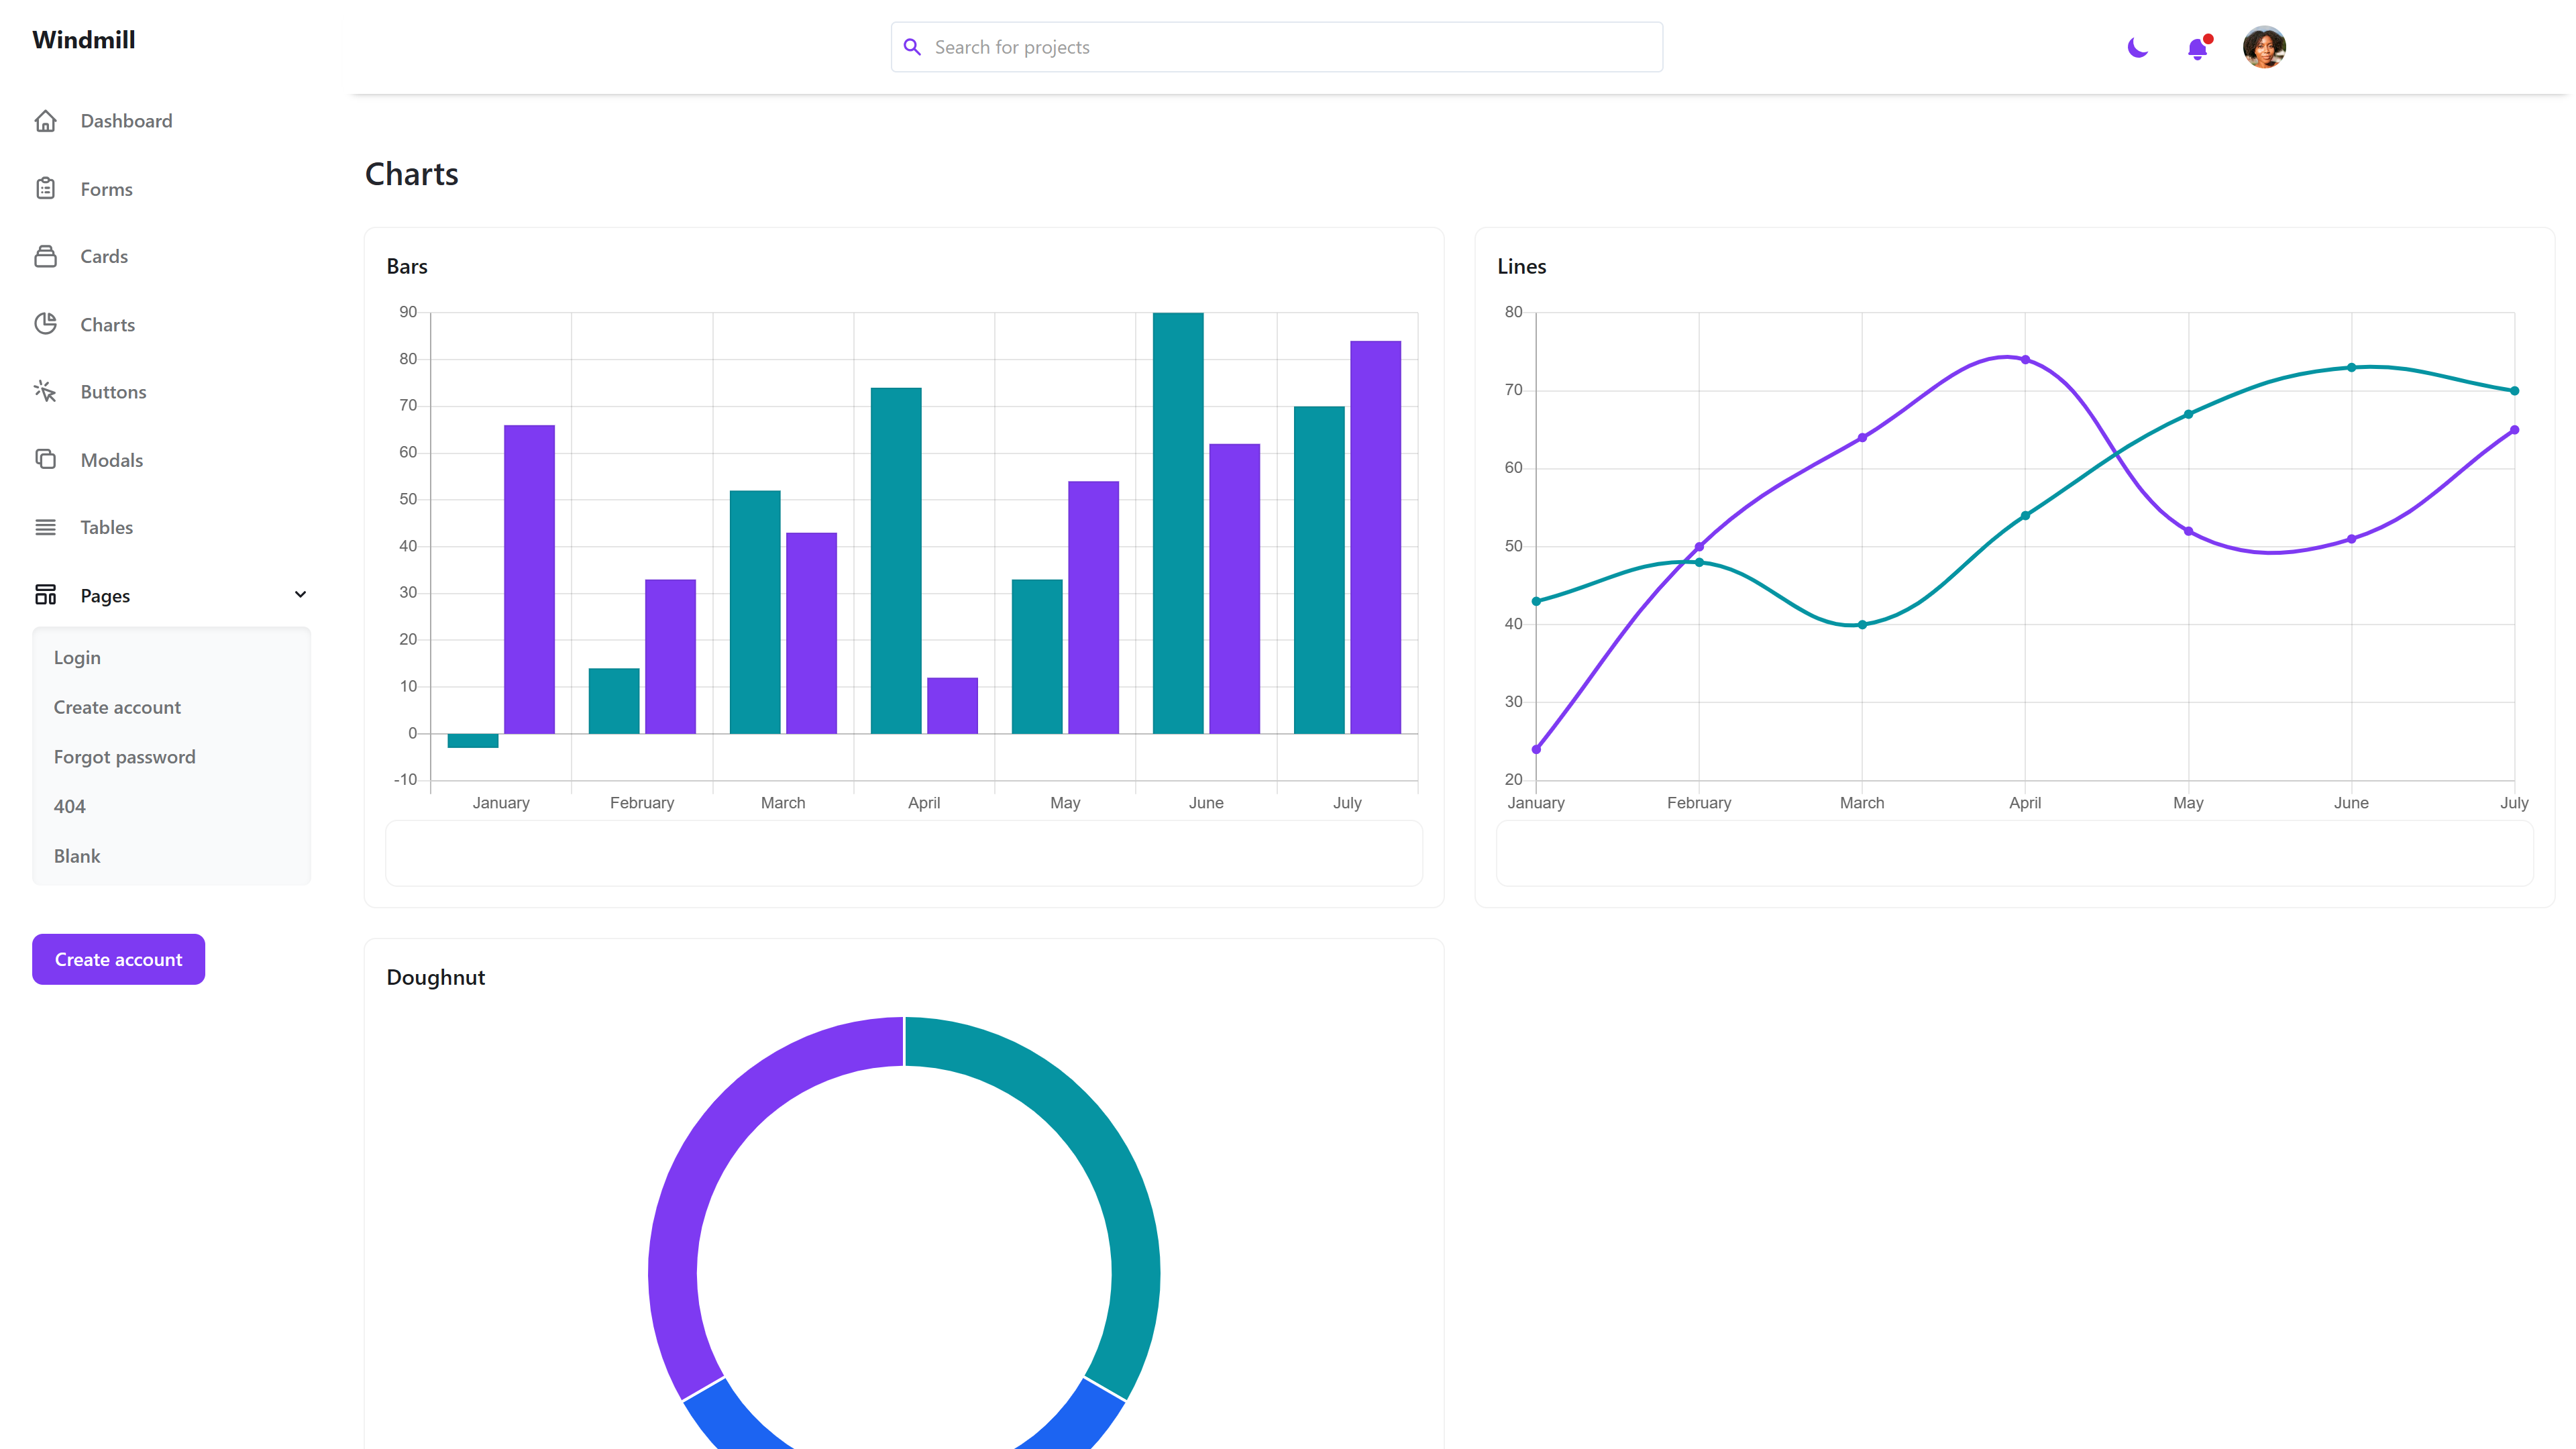 Windmill
Search for projects
Dashboard
Forms
Cards
Charts
Buttons
Modals
Tables
Pages
Login
Create account
Forgot password
404
Blank
Create account
Charts
Bars
90
80
70
60
50
40
30
20
10
0
-10
January February March April May June July
Lines
80
70
60
50
40
30
20
January February March April May June July
Doughnut